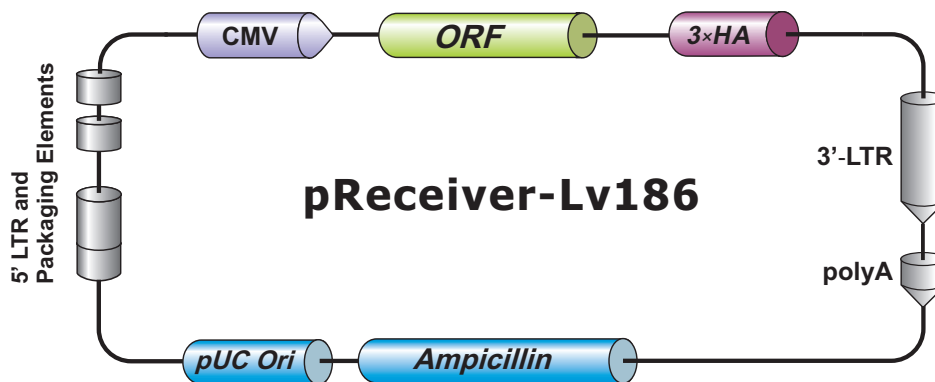 CMV
ORF
3×HA
5' LTR and
Packaging Elements
3'-LTR
pReceiver-Lv186
polyA
pUC Ori
Ampicillin